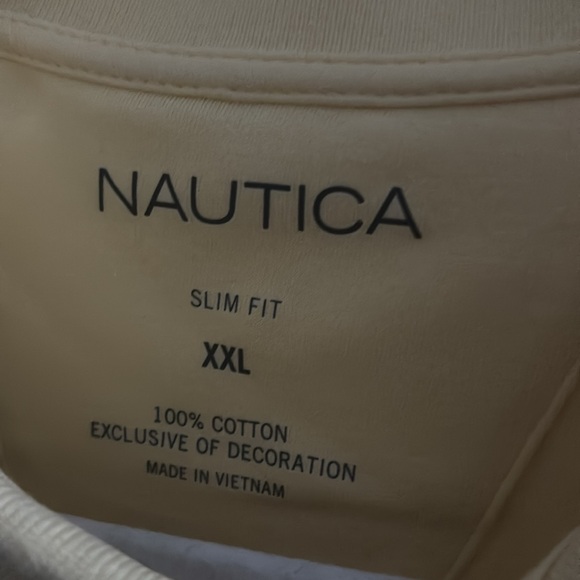 NAUTICA
SLIM FIT
XXL
100% COTTON
EXCLUSIVE OF DECORATION
MADE IN VIETNAM